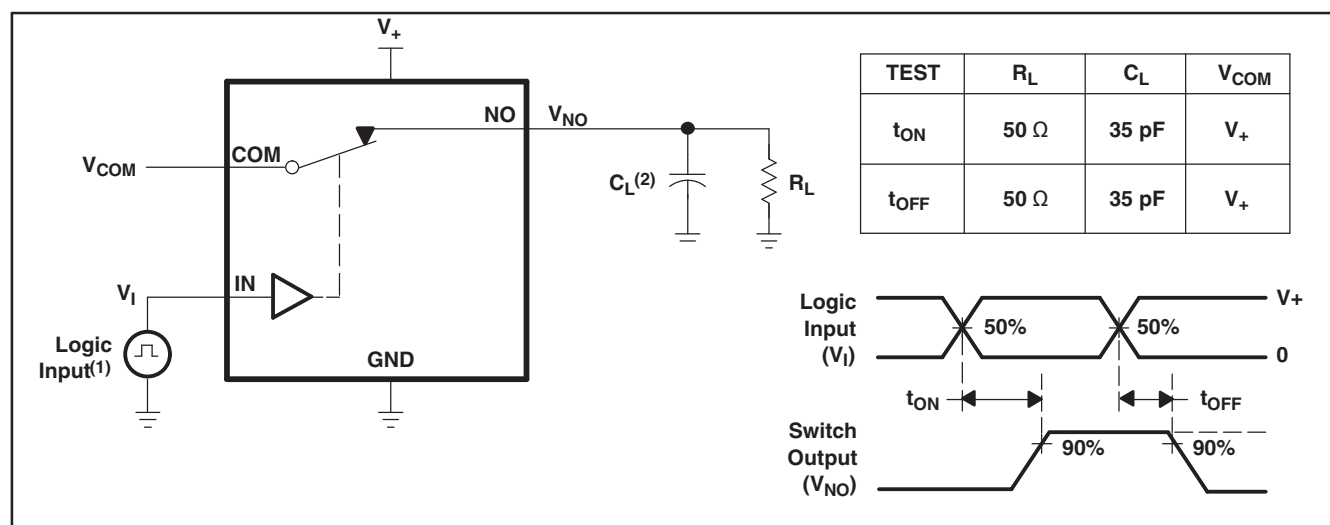 V+
NO
VNO
VCOM
COM
CL(2)
RL
VI
IN
Logic
Input(1)
GND
TEST RL CL VCOM
tON 50 Ω 35 pF V+
tOFF 50 Ω 35 pF V+
Logic
Input
(VI)
50%
50%
V+
0
tON
tOFF
Switch
Output
(VNO)
90%
90%